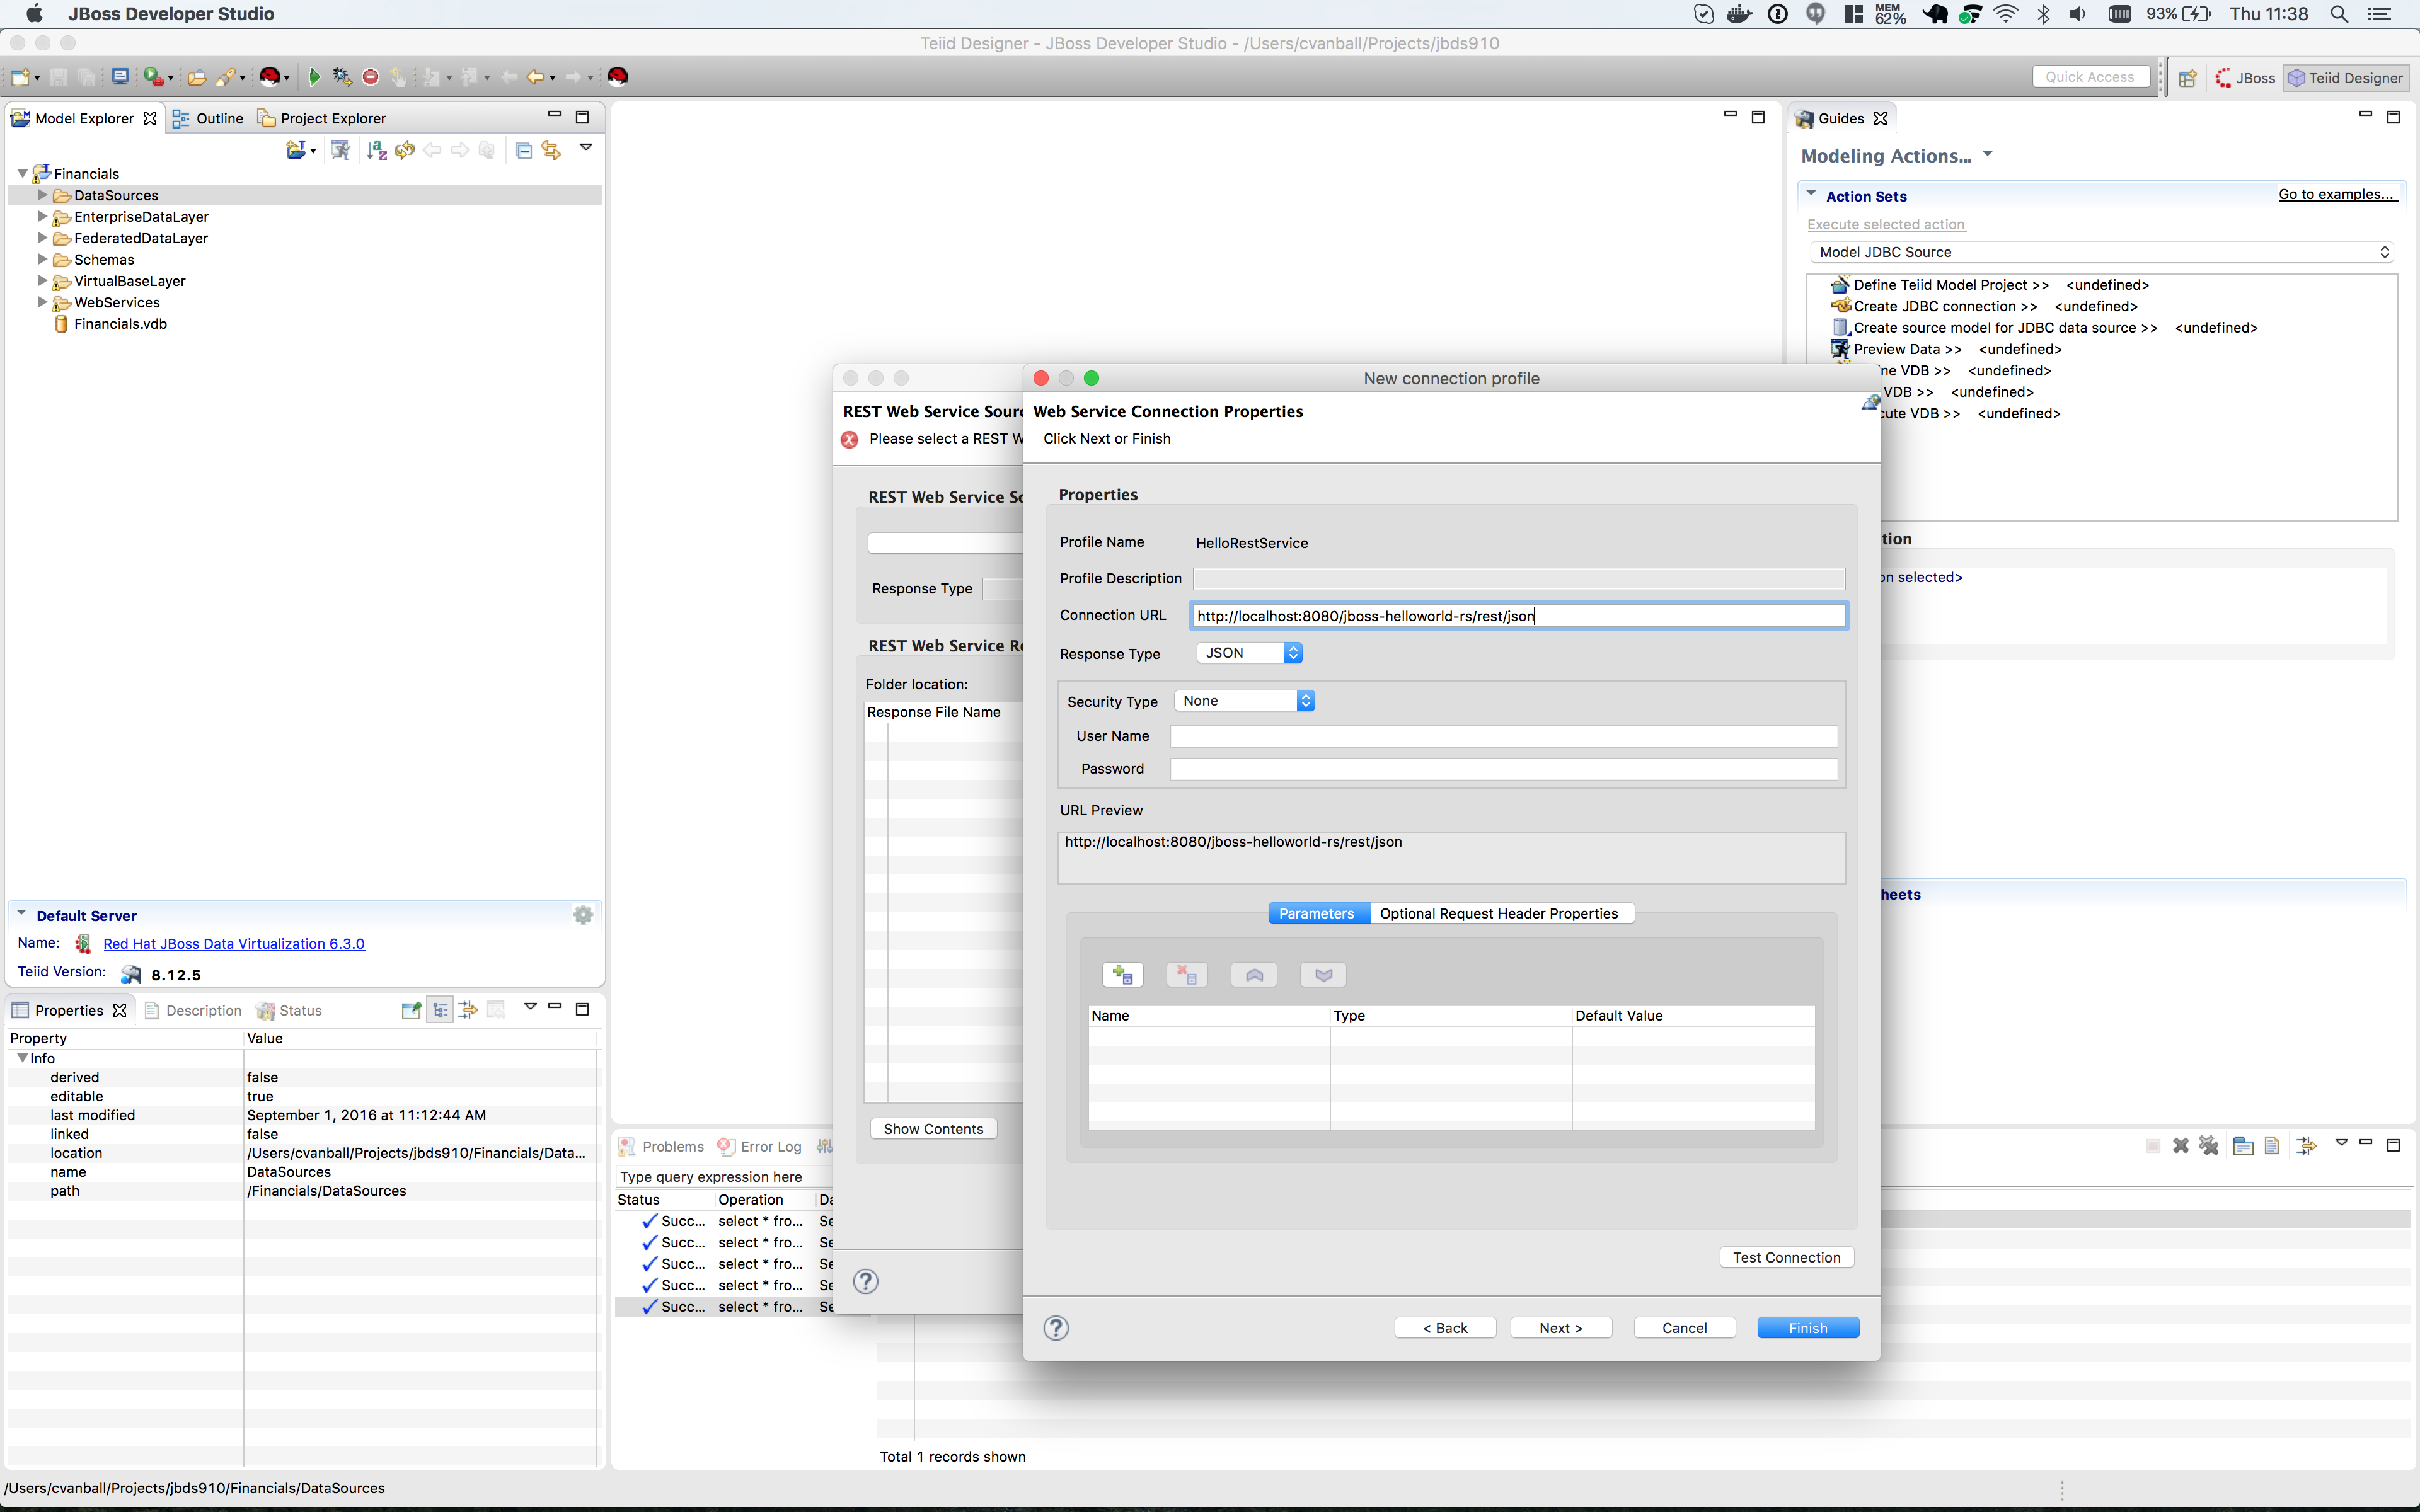 JBoss Developer Studio
MEM
62%
93%
Thu 11:38
Teiid Designer - JBoss Developer Studio - /Users/cvanball/Projects/jbds910
Quick Access
JBoss
Teiid Designer
Model Explorer
Outline
Project Explorer
Financials
DataSources
EnterpriseDataLayer
FederatedDataLayer
Schemas
VirtualBaseLayer
WebServices
Financials.vdb
Default Server
Name:
Red Hat JBoss Data Virtualization 6.3.0
Teiid Version:
8.12.5
Properties
Description
Status
Property Value
Info
derived false
editable true
last modified September 1, 2016 at 11:12:44 AM
linked false
location /Users/cvanball/Projects/jbds910/Financials/Data...
name DataSources
path /Financials/DataSources
/Users/cvanball/Projects/jbds910/Financials/DataSources
Guides
Modeling Actions...
Action Sets
Go to examples...
Execute selected action
Model JDBC Source
Define Teiid Model Project >> <undefined>
Create JDBC connection >> <undefined>
Create source model for JDBC data source >> <undefined>
Preview Data >> <undefined>
ne VDB >> <undefined>
VDB >> <undefined>
cute VDB >> <undefined>
tion
on selected>
heets
REST Web Service Sourc
Please select a REST W
REST Web Service So
Response Type
REST Web Service Re
Folder location:
Response File Name
Show Contents
New connection profile
Web Service Connection Properties
Click Next or Finish
Properties
Profile Name HelloRestService
Profile Description
Connection URL http://localhost:8080/jboss-helloworld-rs/rest/json
Response Type JSON
Security Type None
User Name
Password
URL Preview
http://localhost:8080/jboss-helloworld-rs/rest/json
Parameters
Optional Request Header Properties
Name Type Default Value
Test Connection
< Back
Next >
Cancel
Finish
Problems
Error Log
Type query expression here
Status Operation Da
Succ... select * fro... Se
Succ... select * fro... Se
Succ... select * fro... Se
Succ... select * fro... Se
Succ... select * fro... Se
Total 1 records shown